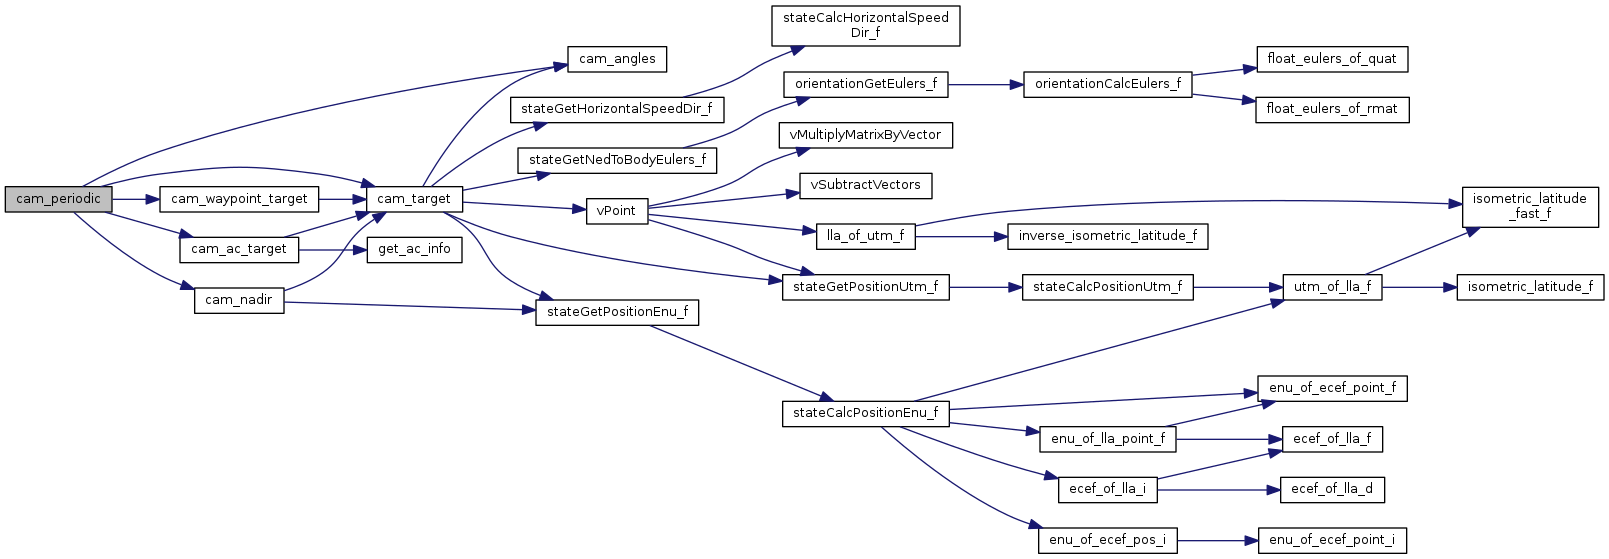 cam_periodic
cam_waypoint_target
cam_ac_target
cam_nadir
cam_target
get_ac_info
cam_angles
stateGetHorizontalSpeedDir_f
stateGetNedToBodyEulers_f
vPoint
stateGetPositionEnu_f
stateCalcHorizontalSpeed
Dir_f
orientationGetEulers_f
vMultiplyMatrixByVector
vSubtractVectors
lla_of_utm_f
stateGetPositionUtm_f
stateCalcPositionEnu_f
orientationCalcEulers_f
inverse_isometric_latitude_f
stateCalcPositionUtm_f
enu_of_lla_point_f
ecef_of_lla_i
enu_of_ecef_pos_i
float_eulers_of_quat
float_eulers_of_rmat
utm_of_lla_f
enu_of_ecef_point_f
ecef_of_lla_f
ecef_of_lla_d
enu_of_ecef_point_i
isometric_latitude
_fast_f
isometric_latitude_f